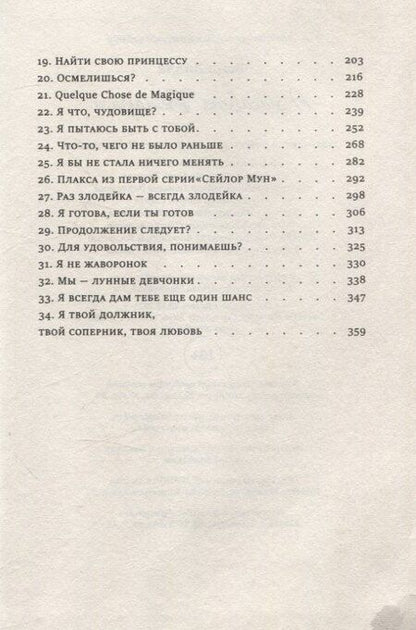 19. Найти свою принцессу . . . . . . . . . . . 203
20. Осмелишься? . . . . . . . . . . . . . . 216
21. Quelque Chose de Magique . . . . . . . . . . 228
22. Я что, чудовище? . . . . . . . . . . . . . 239
23. Я пытаюсь быть с тобой . . . . . . . . . . . 252
24. Что-то, чего не было раньше . . . . . . . . . 268
25. Я бы не стала ничего менять . . . . . . . . . 282
26. Плакса из первой серии«Сейлор Мун» . . . . . . 292
27. Раз злодейка — всегда злодейка . . . . . . . . 298
28. Я готова, если ты готов . . . . . . . . . . . 306
29. Продолжение следует? . . . . . . . . . . . 313
30. Для удовольствия, понимаешь? . . . . . . . . 325
31. Я не жаворонок . . . . . . . . . . . . . 330
32. Мы — лунные девчонки . . . . . . . . . . . 338
33. Я всегда дам тебе еще один шанс . . . . . . . . 347
34. Я твой должник,
твой соперник, твоя любовь . . . . . . . . . . 359